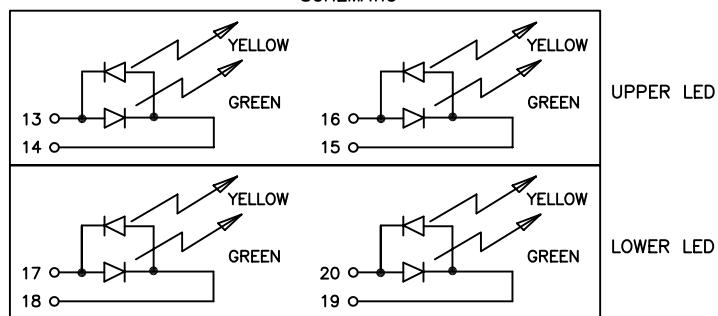 YELLOW
GREEN
13
14
YELLOW
GREEN
16
15
UPPER LED
YELLOW
GREEN
17
18
YELLOW
GREEN
20
19
LOWER LED